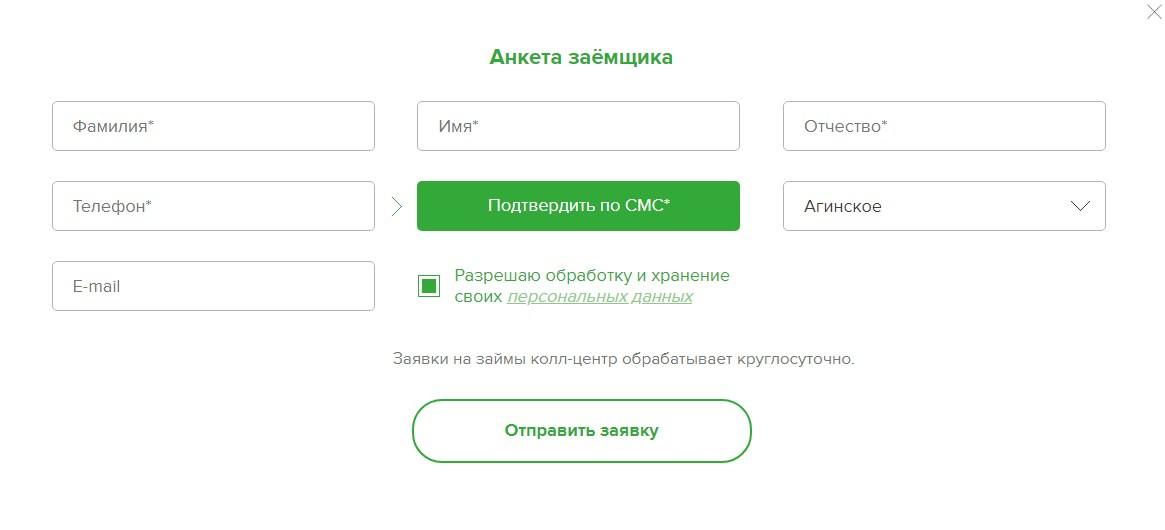 Анкета заёмщика
Фамилия*
Имя*
Отчество*
Телефон*
Подтвердить по СМС*
Агинское
E-mail
Разрешаю обработку и хранение
своих персональных данных
Заявки на займы колл-центр обрабатывает круглосуточно.
Отправить заявку